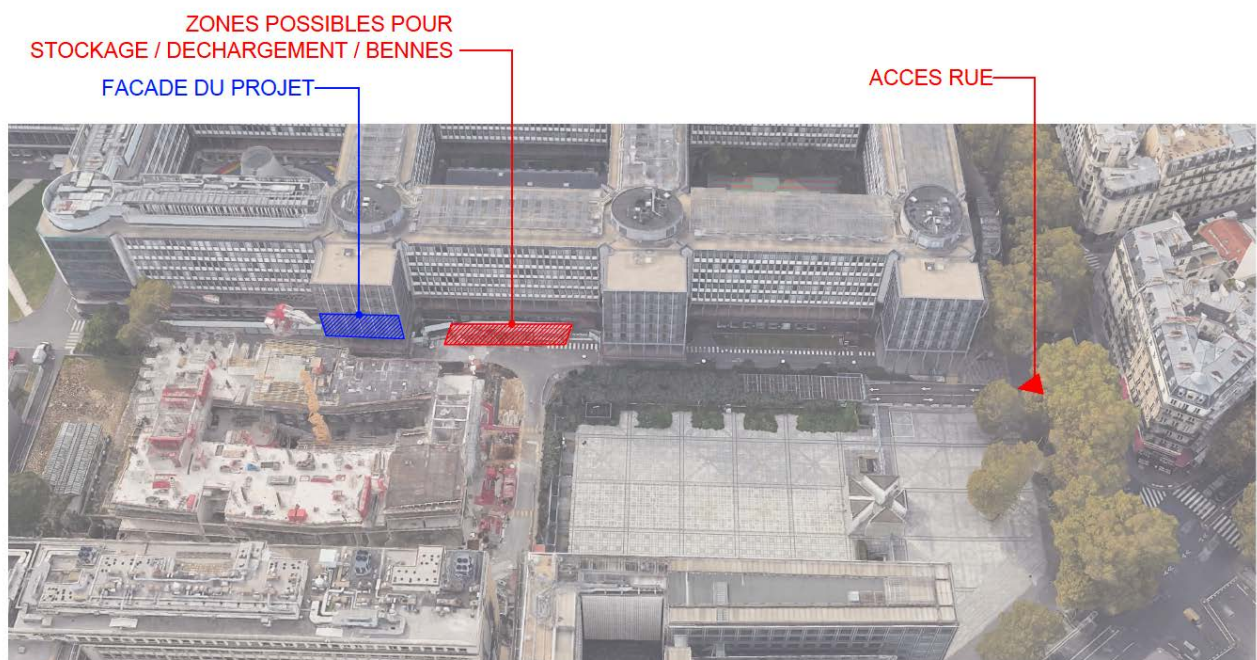 ZONES POSSIBLES POUR
STOCKAGE / DECHARGEMENT / BENNES
FACADE DU PROJET
ACCES RUE